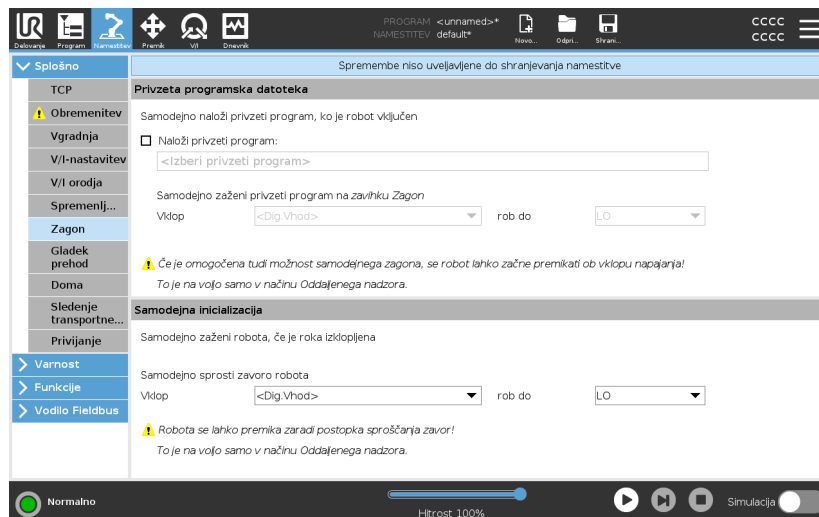 PROGRAM <unnamed>*
NAMESTITEV default*
cccc
cccc
Delovanje Program Namestitev Premik V/I Dnevnik Novo... Odpri... Shrani...
Splošno
TCP
Obremenitev
Vgradnja
V/I-nastavitev
V/I orodja
Spremenlj...
Zagon
Gladek
prehod
Doma
Sledenje
transportne...
Privijanje
Varnost
Funkcije
Vodilo Fieldbus
Spremembe niso uveljavljene do shranjevanja namestitve
Privzeta programska datoteka
Samodejno naloži privzeti program, ko je robot vključen
Naloži privzeti program:
<Izberi privzeti program>
Samodejno zaženi privzeti program na zavihku Zagon
Vklop <Dig.Vhod> rob do LO
Če je omogočena tudi možnost samodejnega zagona, se robot lahko začne premikati ob vklopu napajanja!
To je na voljo samo v načinu Oddaljenega nadzora.
Samodejna inicializacija
Samodejno zaženi robota, če je roka izklopljena
Samodejno sprosti zavoro robota
Vklop <Dig.Vhod> rob do LO
Robota se lahko premika zaradi postopka sproščanja zavor!
To je na voljo samo v načinu Oddaljenega nadzora.
Normalno
Hitrost 100%
Simulacija